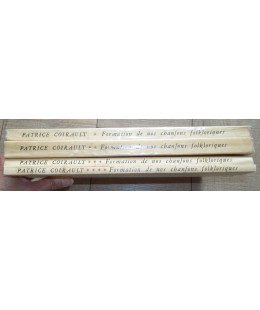 PATRICE COIRAULT * Formation de nos chansons folkloriques
PATRICE COIRAULT ** Formation de nos chansons folkloriques
PATRICE COIRAULT *** Formation de nos chansons folkloriques
PATRICE COIRAULT **** Formation de nos chansons folkloriques